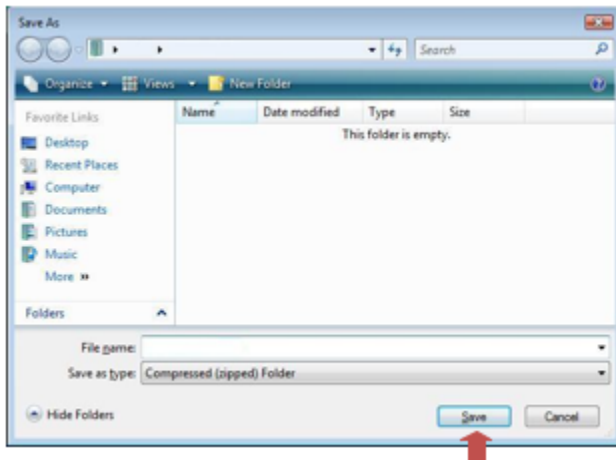 Save As
Search
Organize Views New Folder
Favorite Links
Name Date modified Type Size
This folder is empty.
Desktop
Recent Places
Computer
Documents
Pictures
Music
More »
Folders
File name:
Save as type: Compressed (zipped) Folder
Hide Folders Save Cancel